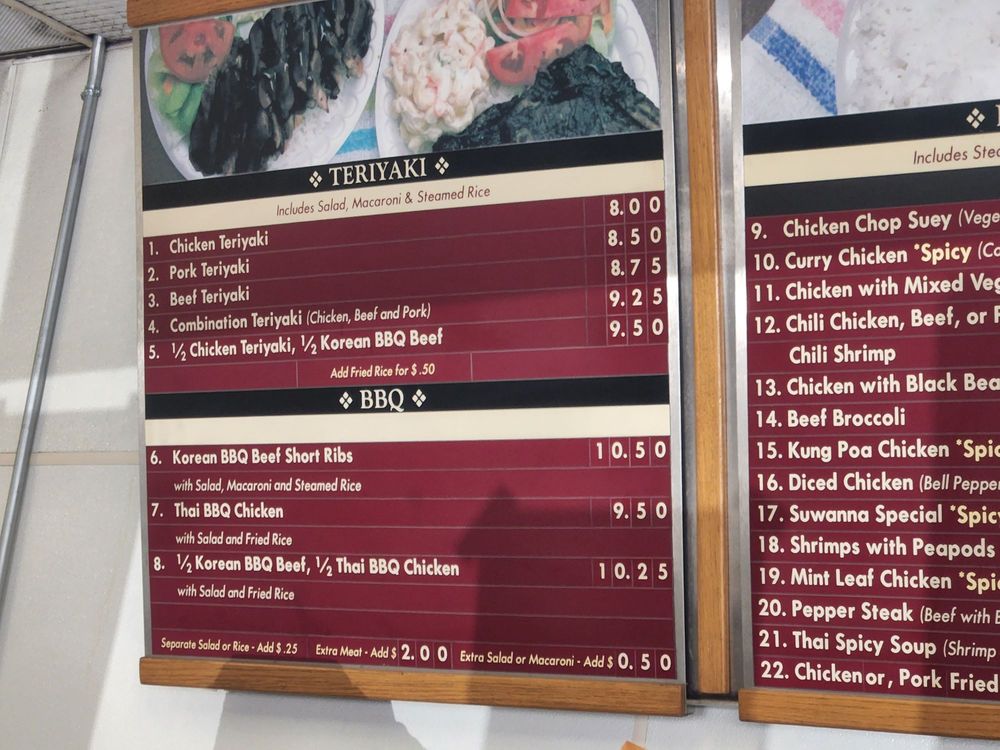 TERIYAKI
Includes Salad, Macaroni & Steamed Rice
1. Chicken Teriyaki 8.00
2. Pork Teriyaki 8.50
3. Beef Teriyaki 8.75
4. Combination Teriyaki (Chicken, Beef and Pork) 9.25
5. ½ Chicken Teriyaki, ½ Korean BBQ Beef 9.50
Add Fried Rice for $ .50
BBQ
6. Korean BBQ Beef Short Ribs 10.50
with Salad, Macaroni and Steamed Rice
7. Thai BBQ Chicken 9.50
with Salad and Fried Rice
8. ½ Korean BBQ Beef, ½ Thai BBQ Chicken 10.25
with Salad and Fried Rice
Separate Salad or Rice - Add $ .25 Extra Meat - Add $ 2.00 Extra Salad or Macaroni - Add $ 0.50
Includes
9. Chicken Chop Suey
10. Curry Chicken *Spicy
11. Chicken with Mixed
12. Chili Chicken, Beef, or
Chili Shrimp
13. Chicken with Black
14. Beef Broccoli
15. Kung Poa Chicken
16. Diced Chicken (Bell
17. Suwanna Special *Spicy
18. Shrimps with Peapods
19. Mint Leaf Chicken
20. Pepper Steak (Beef with
21. Thai Spicy Soup (Shrimp
22. Chicken or, Pork Fried